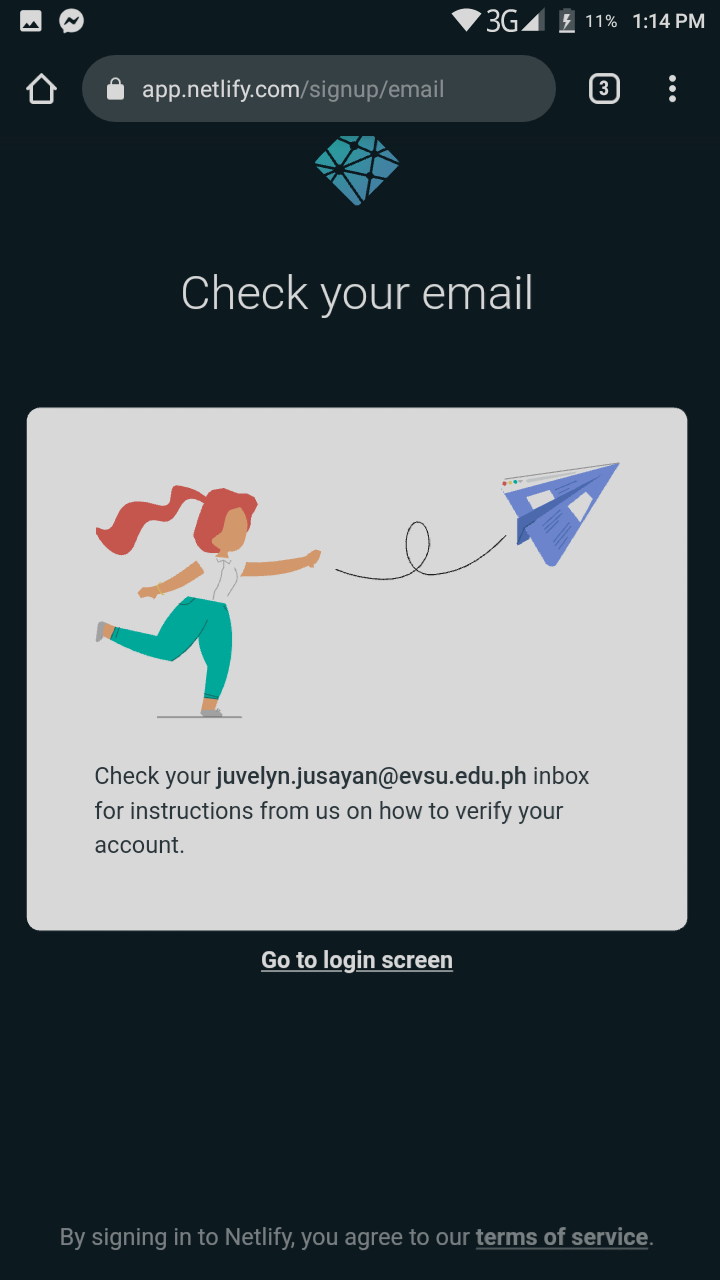 3G 11% 1:14 PM
app.netlify.com/signup/email 3
Check your email
Check your juvelyn.jusayan@evsu.edu.ph inbox
for instructions from us on how to verify your
account.
Go to login screen
By signing in to Netlify, you agree to our terms of service.